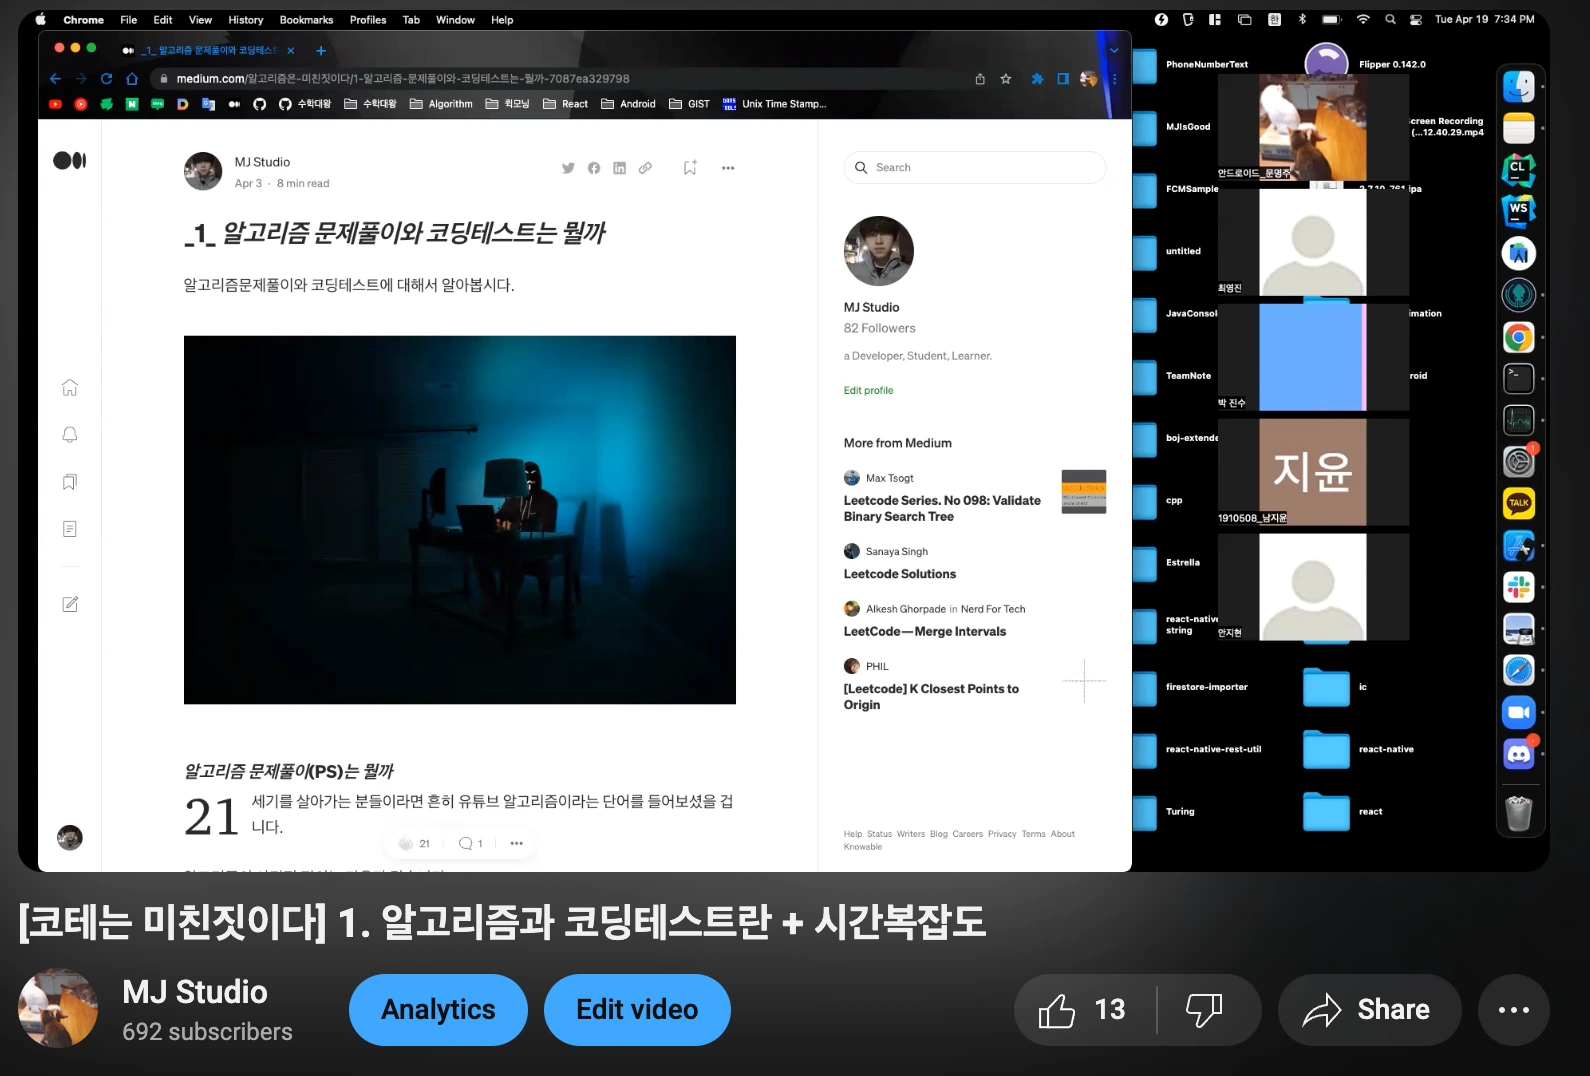 Chrome File Edit View History Bookmarks Profiles Tab Window Help
한
Tue Apr 19 7:34 PM
_1_ 알고리즘 문제풀이와 코딩테스트
medium.com/알고리즘은-미친짓이다/1-알고리즘-문제풀이와-코딩테스트는-뭘까-7087ea329798
수학대왕 수학대왕 Algorithm 퀵모닝 React Android GIST Unix Time Stamp...
MJ Studio
Apr 3 · 8 min read
_1_ 알고리즘 문제풀이와 코딩테스트는 뭘까
알고리즘문제풀이와 코딩테스트에 대해서 알아봅시다.
알고리즘 문제풀이(PS)는 뭘까
21세기를 살아가는 분들이라면 흔히 유튜브 알고리즘이라는 단어를 들어보셨을 겁
니다.
21 1
Search
MJ Studio
82 Followers
a Developer, Student, Learner.
Edit profile
More from Medium
Max Tsogt
Leetcode Series. No 098: Validate
Binary Search Tree
Sanaya Singh
Leetcode Solutions
Alkesh Ghorpade in Nerd For Tech
LeetCode—Merge Intervals
PHIL
[Leetcode] K Closest Points to
Origin
Help Status Writers Blog Careers Privacy Terms About
Knowable
PhoneNumberText
Flipper 0.142.0
MJIsGood
creen Recording
(...12.40.29.mp4
안드로이드_문명주
FCMSample
untitled
최영진
JavaConsol
imation
TeamNote
roid
박 진수
boj-extende
지윤
cpp
1910508_남지윤
Estrella
react-native
string
안지현
firestore-importer
ic
react-native-rest-util
react-native
Turing
react
CL
WS
TALK
[코테는 미친짓이다] 1. 알고리즘과 코딩테스트란 + 시간복잡도
MJ Studio
692 subscribers
Analytics
Edit video
13
Share